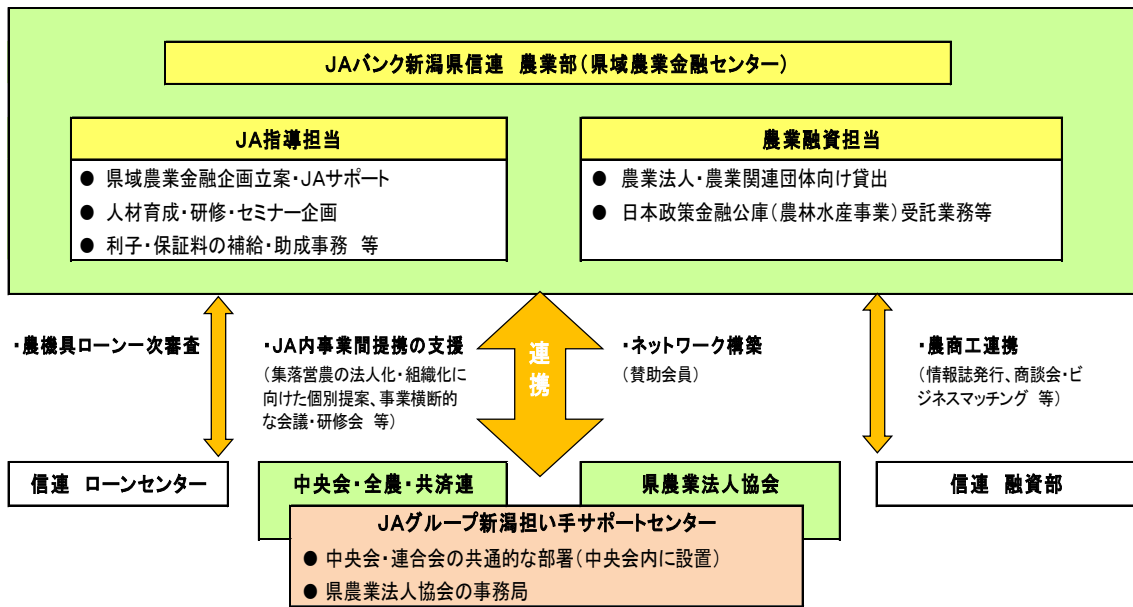 JAバンク新潟県信連 農業部(県域農業金融センター)
JA指導担当
● 県域農業金融企画立案・JAサポート
● 人材育成・研修・セミナー企画
● 利子・保証料の補給・助成事務 等
農業融資担当
● 農業法人・農業関連団体向け貸出
● 日本政策金融公庫(農林水産事業)受託業務等
・農機具ローン一次審査
・JA内事業間提携の支援
(集落営農の法人化・組織化に
向けた個別提案、事業横断的
な会議・研修会 等)
連
携
・ネットワーク構築
(賛助会員)
・農商工連携
(情報誌発行、商談会・ビ
ジネスマッチング 等)
信連 ローンセンター
中央会・全農・共済連
県農業法人協会
信連 融資部
JAグループ新潟担い手サポートセンター
● 中央会・連合会の共通的な部署(中央会内に設置)
● 県農業法人協会の事務局